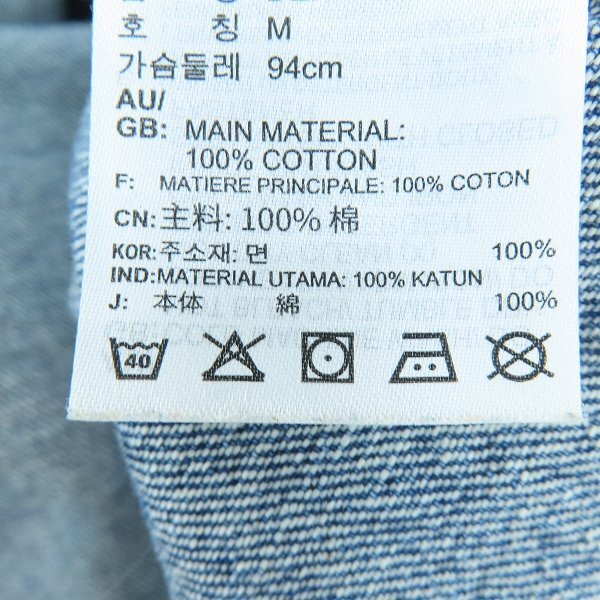 호 칭 M
가슴둘레 94cm
AU/
GB: MAIN MATERIAL:
100% COTTON
F: MATIERE PRINCIPALE: 100% COTON
CN: 主料: 100% 棉
KOR: 주소재: 면 100%
IND: MATERIAL UTAMA: 100% KATUN
J: 本体 綿 100%
40